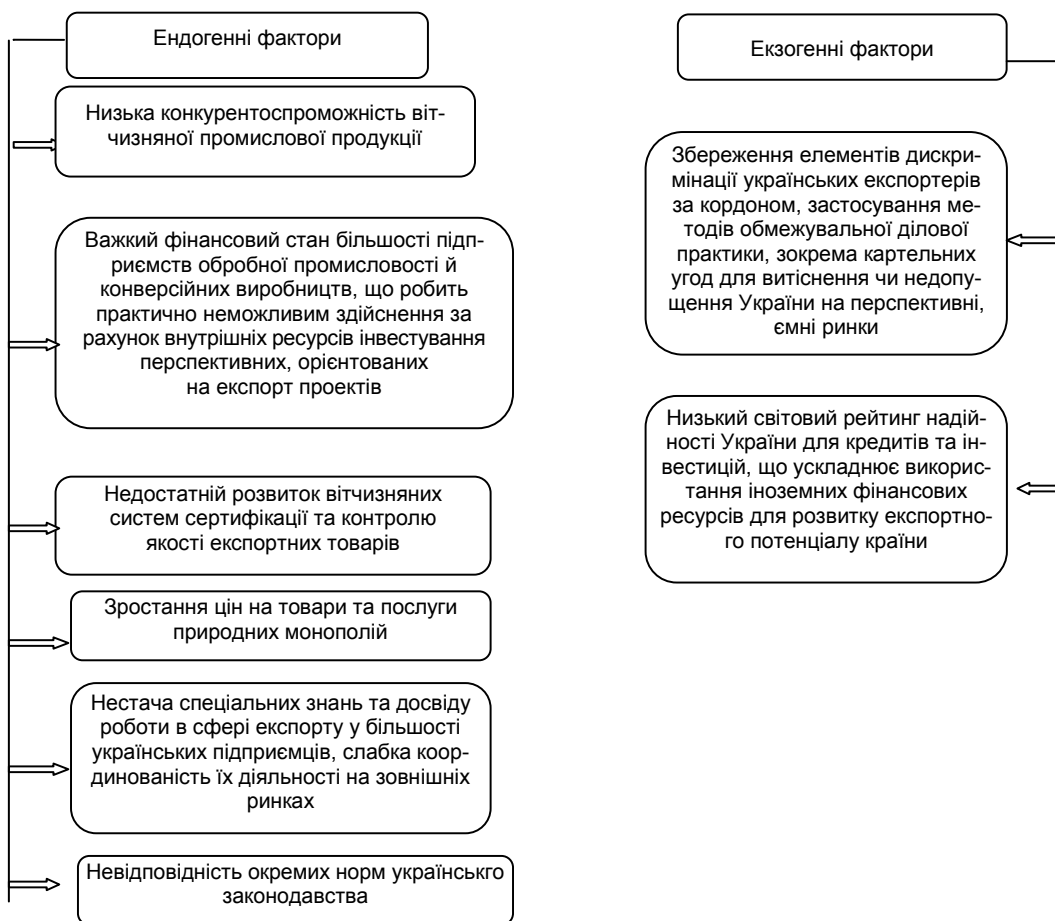 Ендогенні фактори
Низька конкурентоспроможність віт-
чизняної промислової продукції
Важкий фінансовий стан більшості підп-
риємств обробної промисловості й
конверсійних виробництв, що робить
практично неможливим здійснення за
рахунок внутрішніх ресурсів інвестування
перспективних, орієнтованих
на експорт проектів
Недостатній розвиток вітчизняних
систем сертифікації та контролю
якості експортних товарів
Зростання цін на товари та послуги
природних монополій
Нестача спеціальних знань та досвіду
роботи в сфері експорту у більшості
українських підприємців, слабка коор-
динованість їх діяльності на зовнішніх
ринках
Невідповідність окремих норм українськго
законодавства
Екзогенні фактори
Збереження елементів дискри-
мінації українських експортерів
за кордоном, застосування ме-
тодів обмежувальної ділової
практики, зокрема картельних
угод для витіснення чи недопу-
щення України на перспективні,
ємні ринки
Низький світовий рейтинг надій-
ності України для кредитів та ін-
вестицій, що ускладнює викорис-
тання іноземних фінансових
ресурсів для розвитку експортно-
го потенціалу країни